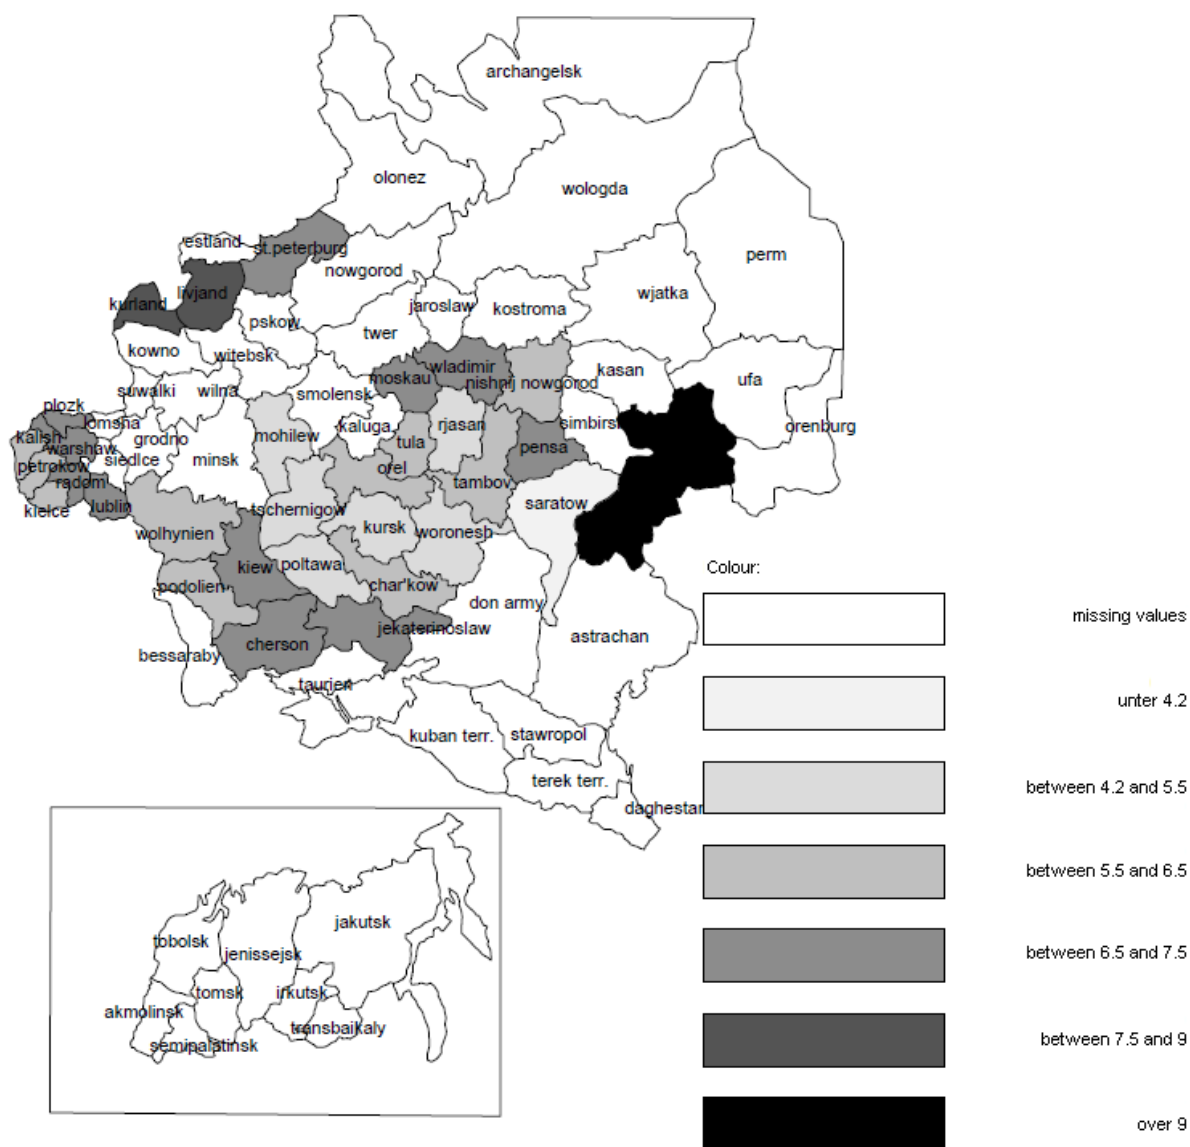 archangelsk
olonez
wologda
estland
st.peterburg
nowgorod
perm
livjand
kurland
wjatka
jaroslaw
kostroma
pskow
twer
kowno
witebsk
kasan
wladimir
moskau
nishnij nowgorod
ufa
suwalki
wilna
smolensk
plozk
lomsha
simbirsk
orenburg
kalish
grodno
mohilew
kaluga
rjasan
warshaw
tula
pensa
siedlce
minsk
petrokow
orel
radom
tambov
saratow
lublin
kielce
tschernigow
kursk
woronesh
wolhynien
kiew
poltawa
podolien
char'kow
don army
jekaterinoslaw
cherson
astrachan
bessaraby
taurien
kuban terr.
stawropol
terek terr.
daghestan
jakutsk
tobolsk
jenissejsk
tomsk
irkutsk
akmolinsk
transbaikaly
semipalatinsk
Colour:
missing values
unter 4.2
between 4.2 and 5.5
between 5.5 and 6.5
between 6.5 and 7.5
between 7.5 and 9
over 9